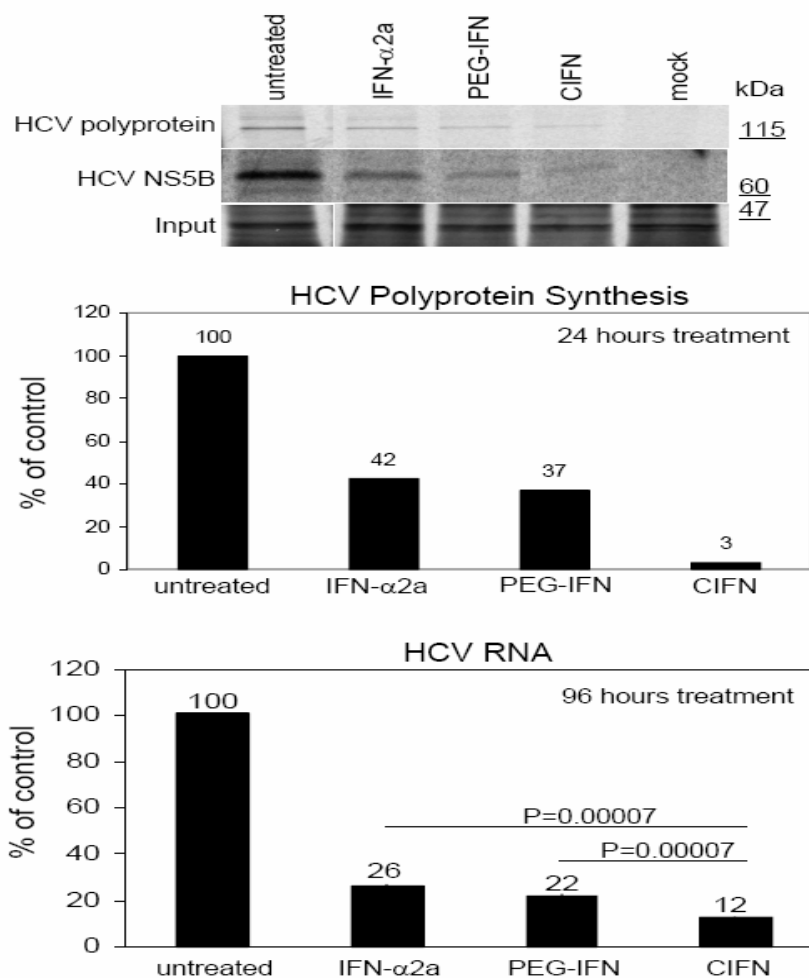 untreated IFN-α2a PEG-IFN CIFN mock kDa
HCV polyprotein 115
HCV NS5B 60
47
Input
HCV Polyprotein Synthesis
24 hours treatment
% of control
120
100
80
60
40
20
0
100
42
37
3
untreated IFN-α2a PEG-IFN CIFN
HCV RNA
96 hours treatment
% of control
120
100
80
60
40
20
0
100
P=0.00007
P=0.00007
26
22
12
untreated IFN-α2a PEG-IFN CIFN